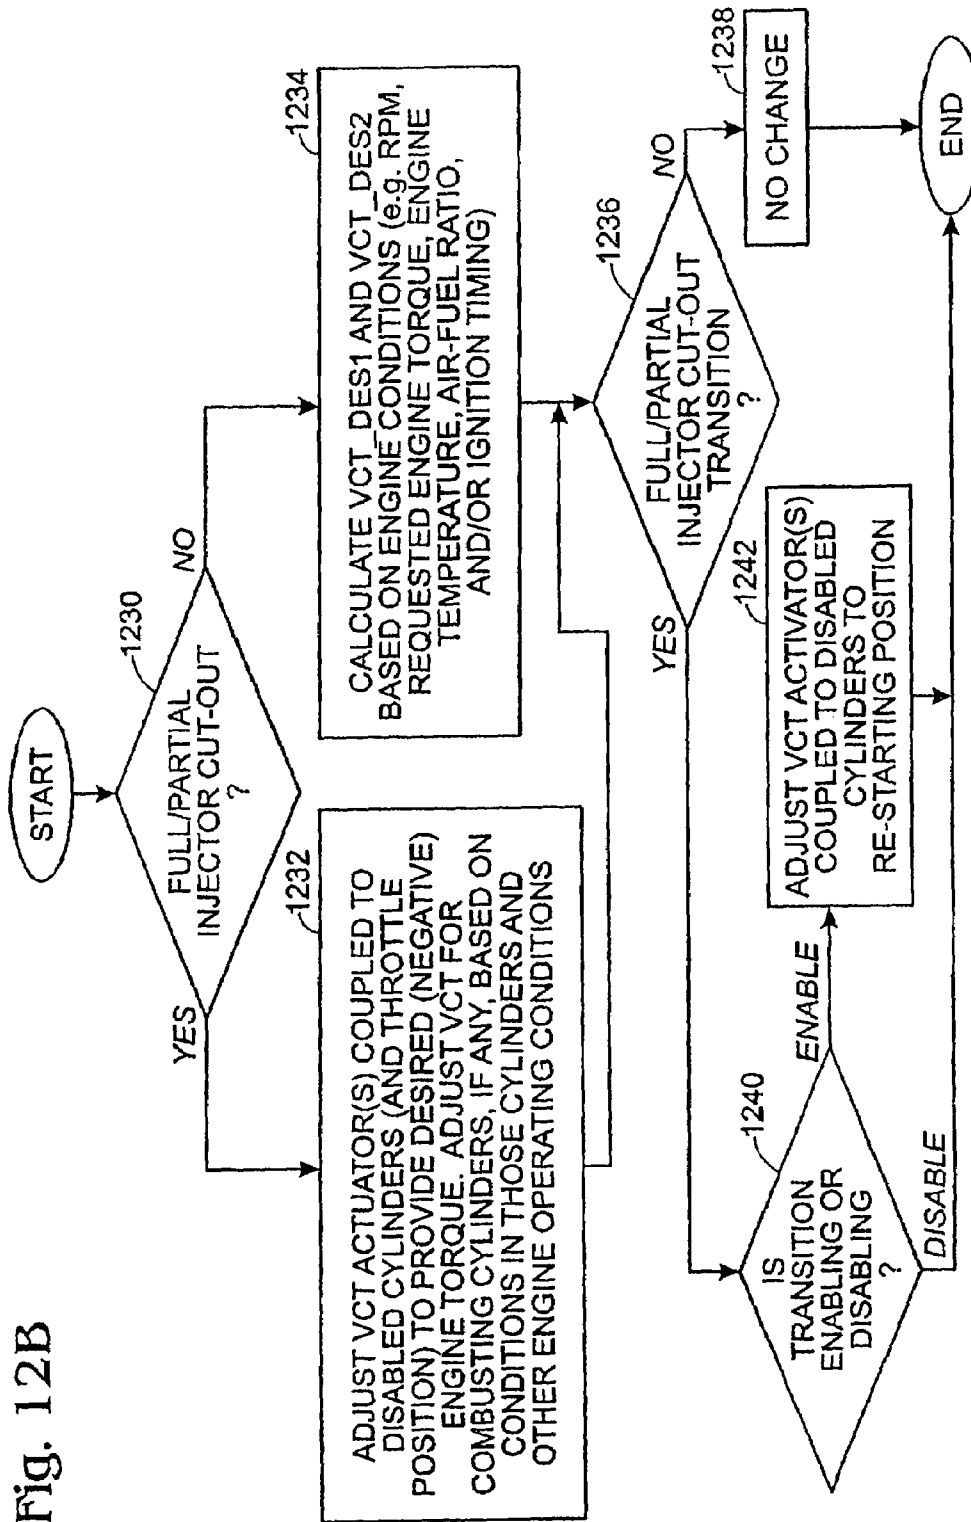 Fig. 12B
START
1230
FULL/PARTIAL
INJECTOR CUT-OUT
?
YES
NO
1232
ADJUST VCT ACTUATOR(S) COUPLED TO
DISABLED CYLINDERS (AND THROTTLE
POSITION) TO PROVIDE DESIRED (NEGATIVE)
ENGINE TORQUE. ADJUST VCT FOR
COMBUSTING CYLINDERS, IF ANY, BASED ON
CONDITIONS IN THOSE CYLINDERS AND
OTHER ENGINE OPERATING CONDITIONS
1234
CALCULATE VCT_DES1 AND VCT_DES2
BASED ON ENGINE CONDITIONS (e.g. RPM,
REQUESTED ENGINE TORQUE, ENGINE
TEMPERATURE, AIR-FUEL RATIO,
AND/OR IGNITION TIMING)
1236
FULL/PARTIAL
INJECTOR CUT-OUT
TRANSITION
?
YES
NO
1238
NO CHANGE
1240
IS
TRANSITION
ENABLING OR
DISABLING
?
ENABLE
DISABLE
1242
ADJUST VCT ACTIVATOR(S)
COUPLED TO DISABLED
CYLINDERS TO
RE-STARTING POSITION
END